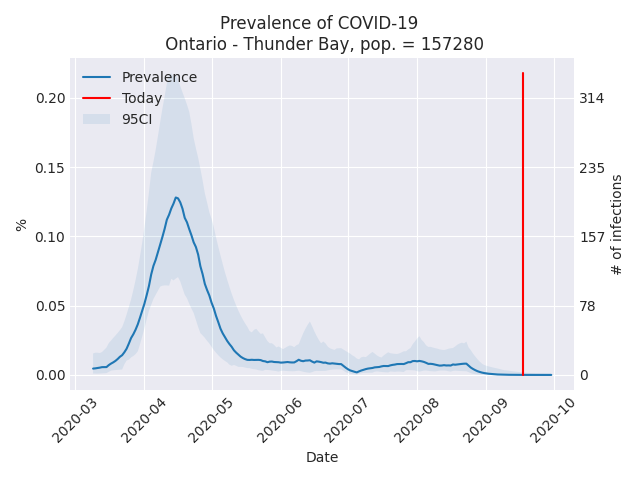 Prevalence of COVID-19
Ontario - Thunder Bay, pop. = 157280
Prevalence
Today
95CI
%
0.20
0.15
0.10
0.05
0.00
314
235
157
78
0
# of infections
2020-03
2020-04
2020-05
2020-06
2020-07
2020-08
2020-09
2020-10
Date